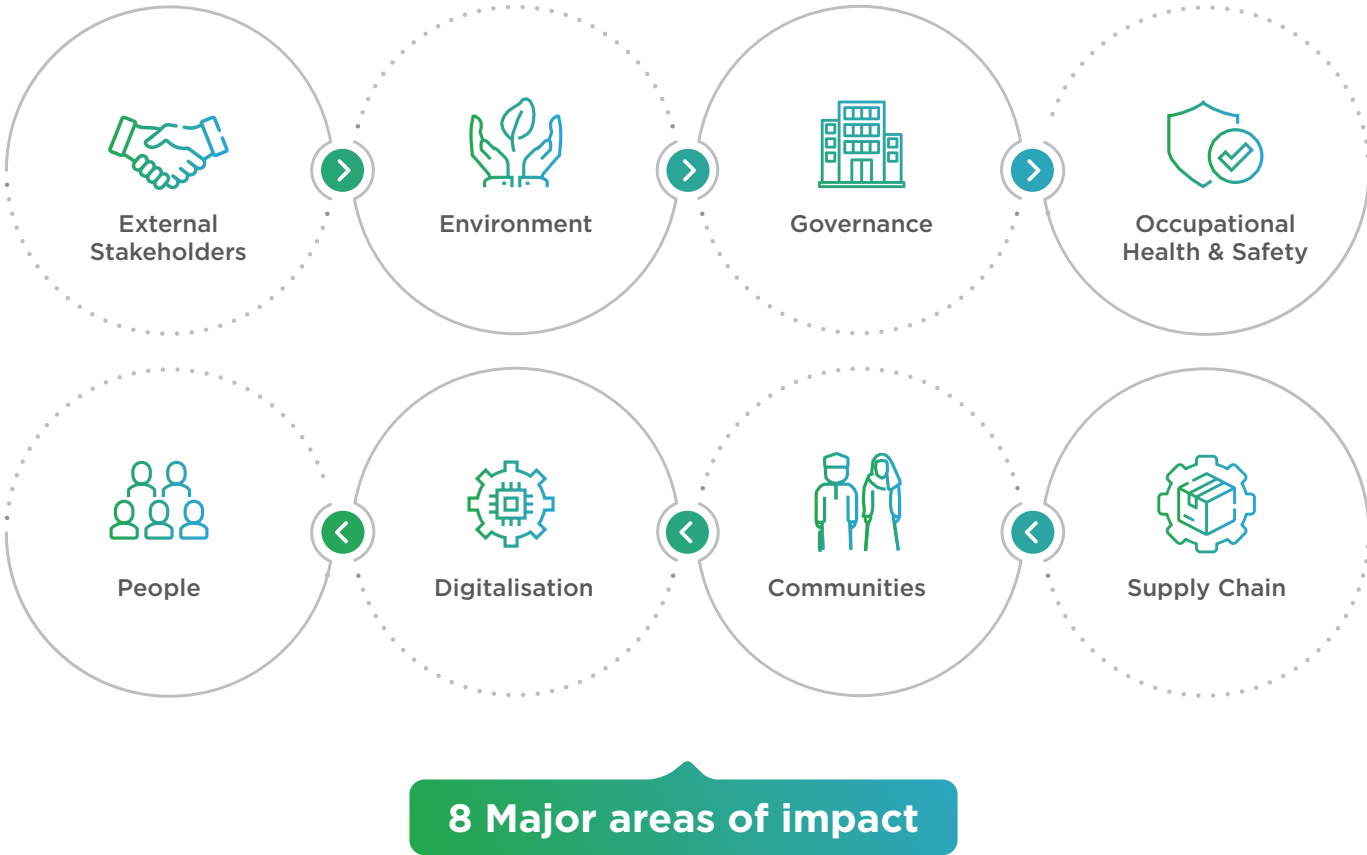 External
Stakeholders
Environment
Governance
Occupational
Health & Safety
People
Digitalisation
Communities
Supply Chain
8 Major areas of impact